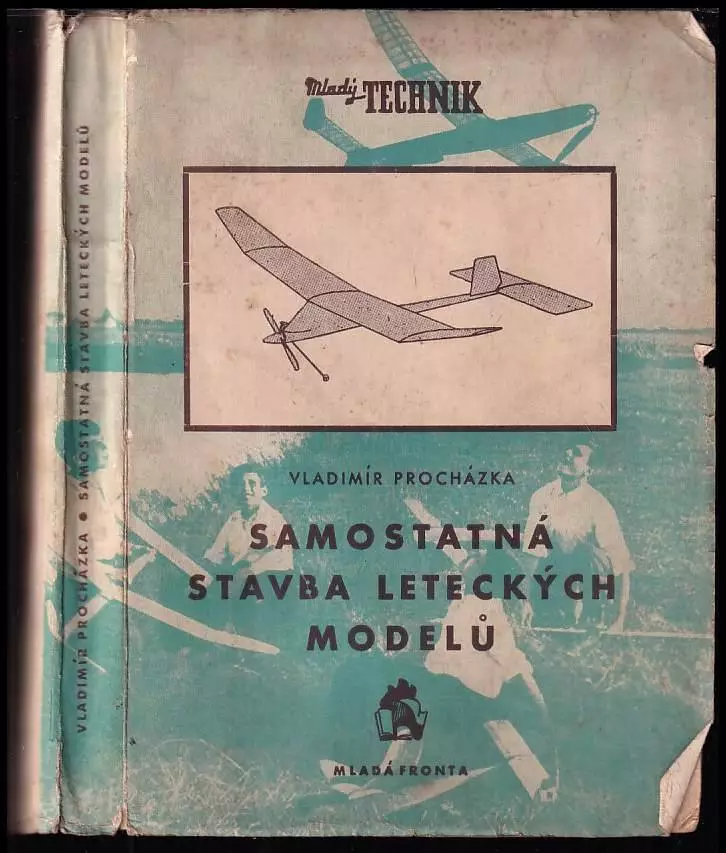 VLADIMÍR PROCHÁZKA • SAMOSTATNÁ STAVBA LETECKÝCH MODELŮ
Mladý TECHNIK
VLADIMÍR PROCHÁZKA
SAMOSTATNÁ
STAVBA LETECKÝCH
MODELŮ
MLADÁ FRONTA